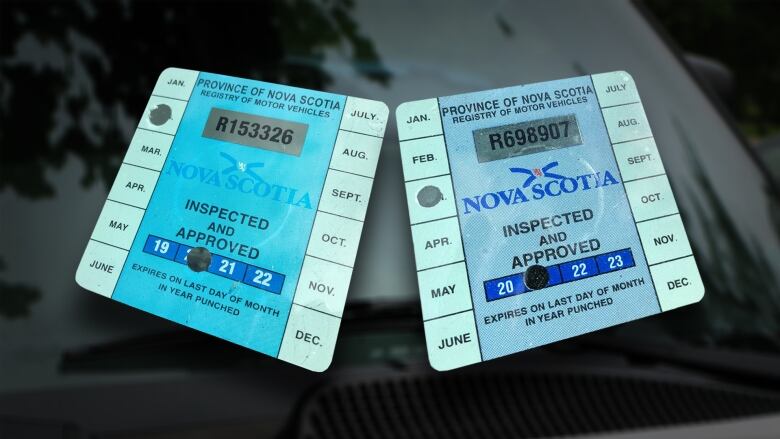 JAN.
MAR.
APR.
MAY
JUNE
PROVINCE OF NOVA SCOTIA
REGISTRY OF MOTOR VEHICLES
R153326
NOVA SCOTIA
INSPECTED
AND
APPROVED
19 21 22
EXPIRES ON LAST DAY OF MONTH
IN YEAR PUNCHED
JULY.
AUG.
SEPT.
OCT.
NOV.
DEC.
JAN.
FEB.
APR.
MAY
JUNE
PROVINCE OF NOVA SCOTIA
REGISTRY OF MOTOR VEHICLES
R698907
NOVA SCOTIA
INSPECTED
AND
APPROVED
20 22 23
EXPIRES ON LAST DAY OF MONTH
IN YEAR PUNCHED
JULY
AUG.
SEPT.
OCT.
NOV.
DEC.